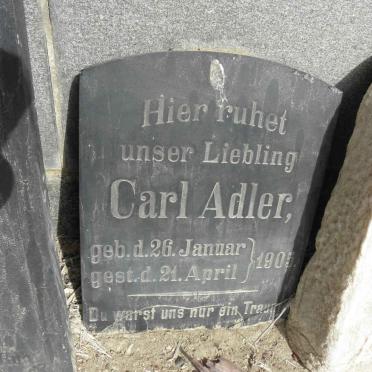 Hier ruhet
unser Liebling
Carl Adler,
geb. d. 26. Januar
gest. d. 21. April
Du warst uns nur ein